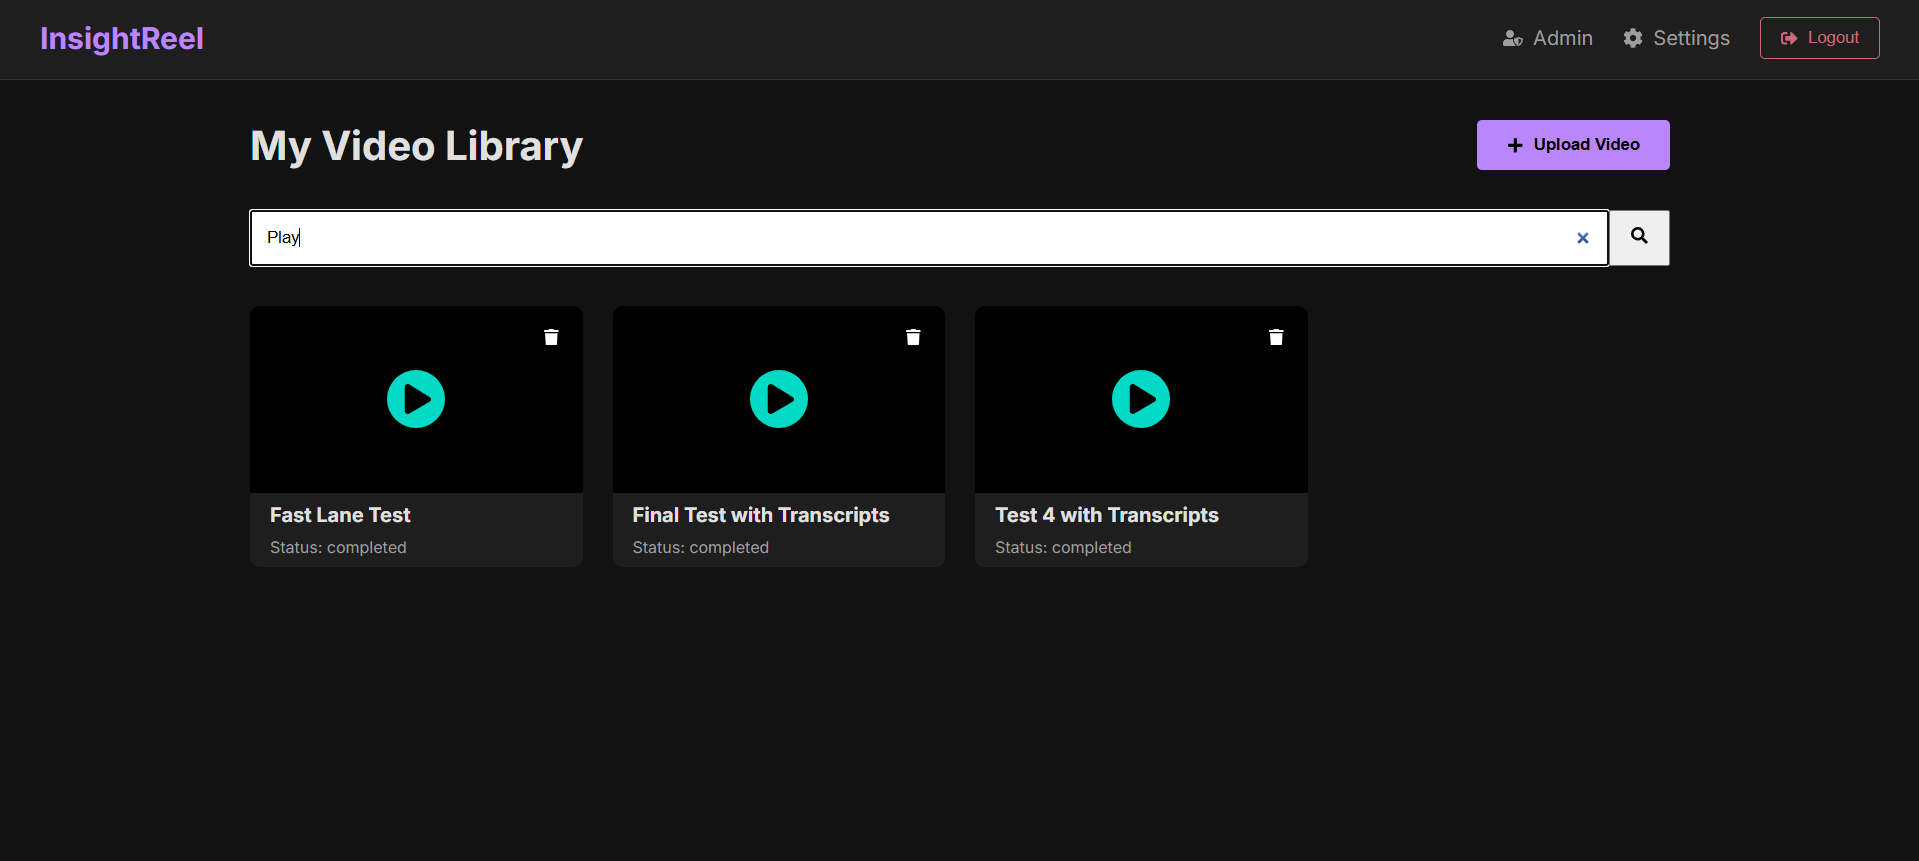 InsightReel
Admin
Settings
Logout
My Video Library
Upload Video
Play
Fast Lane Test
Status: completed
Final Test with Transcripts
Status: completed
Test 4 with Transcripts
Status: completed